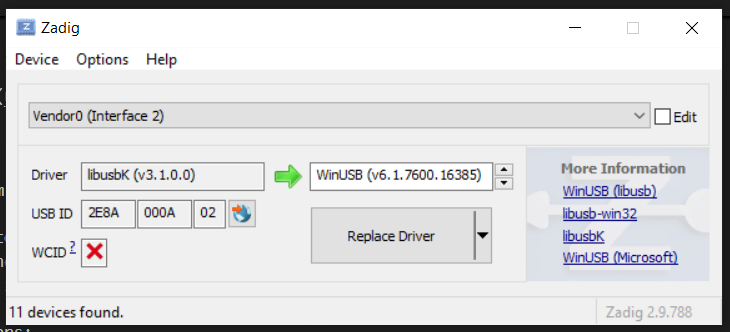 Zadig
Device Options Help
Vendor0 (Interface 2)
Edit
Driver libusbK (v3.1.0.0) WinUSB (v6.1.7600.16385)
USB ID 2E8A 000A 02
WCID ?
Replace Driver
More Information
WinUSB (libusb)
libusb-win32
libusbK
WinUSB (Microsoft)
11 devices found.
Zadig 2.9.788